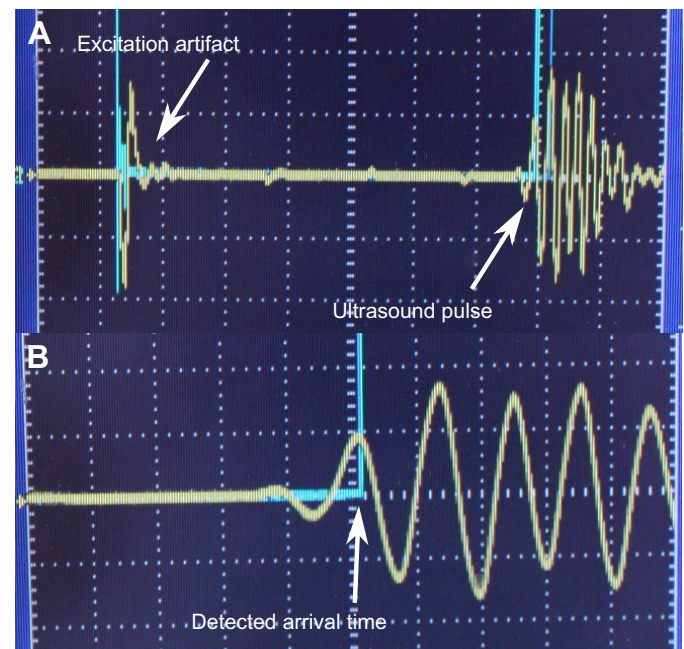 A
Excitation artifact
Ultrasound pulse
B
Detected arrival time